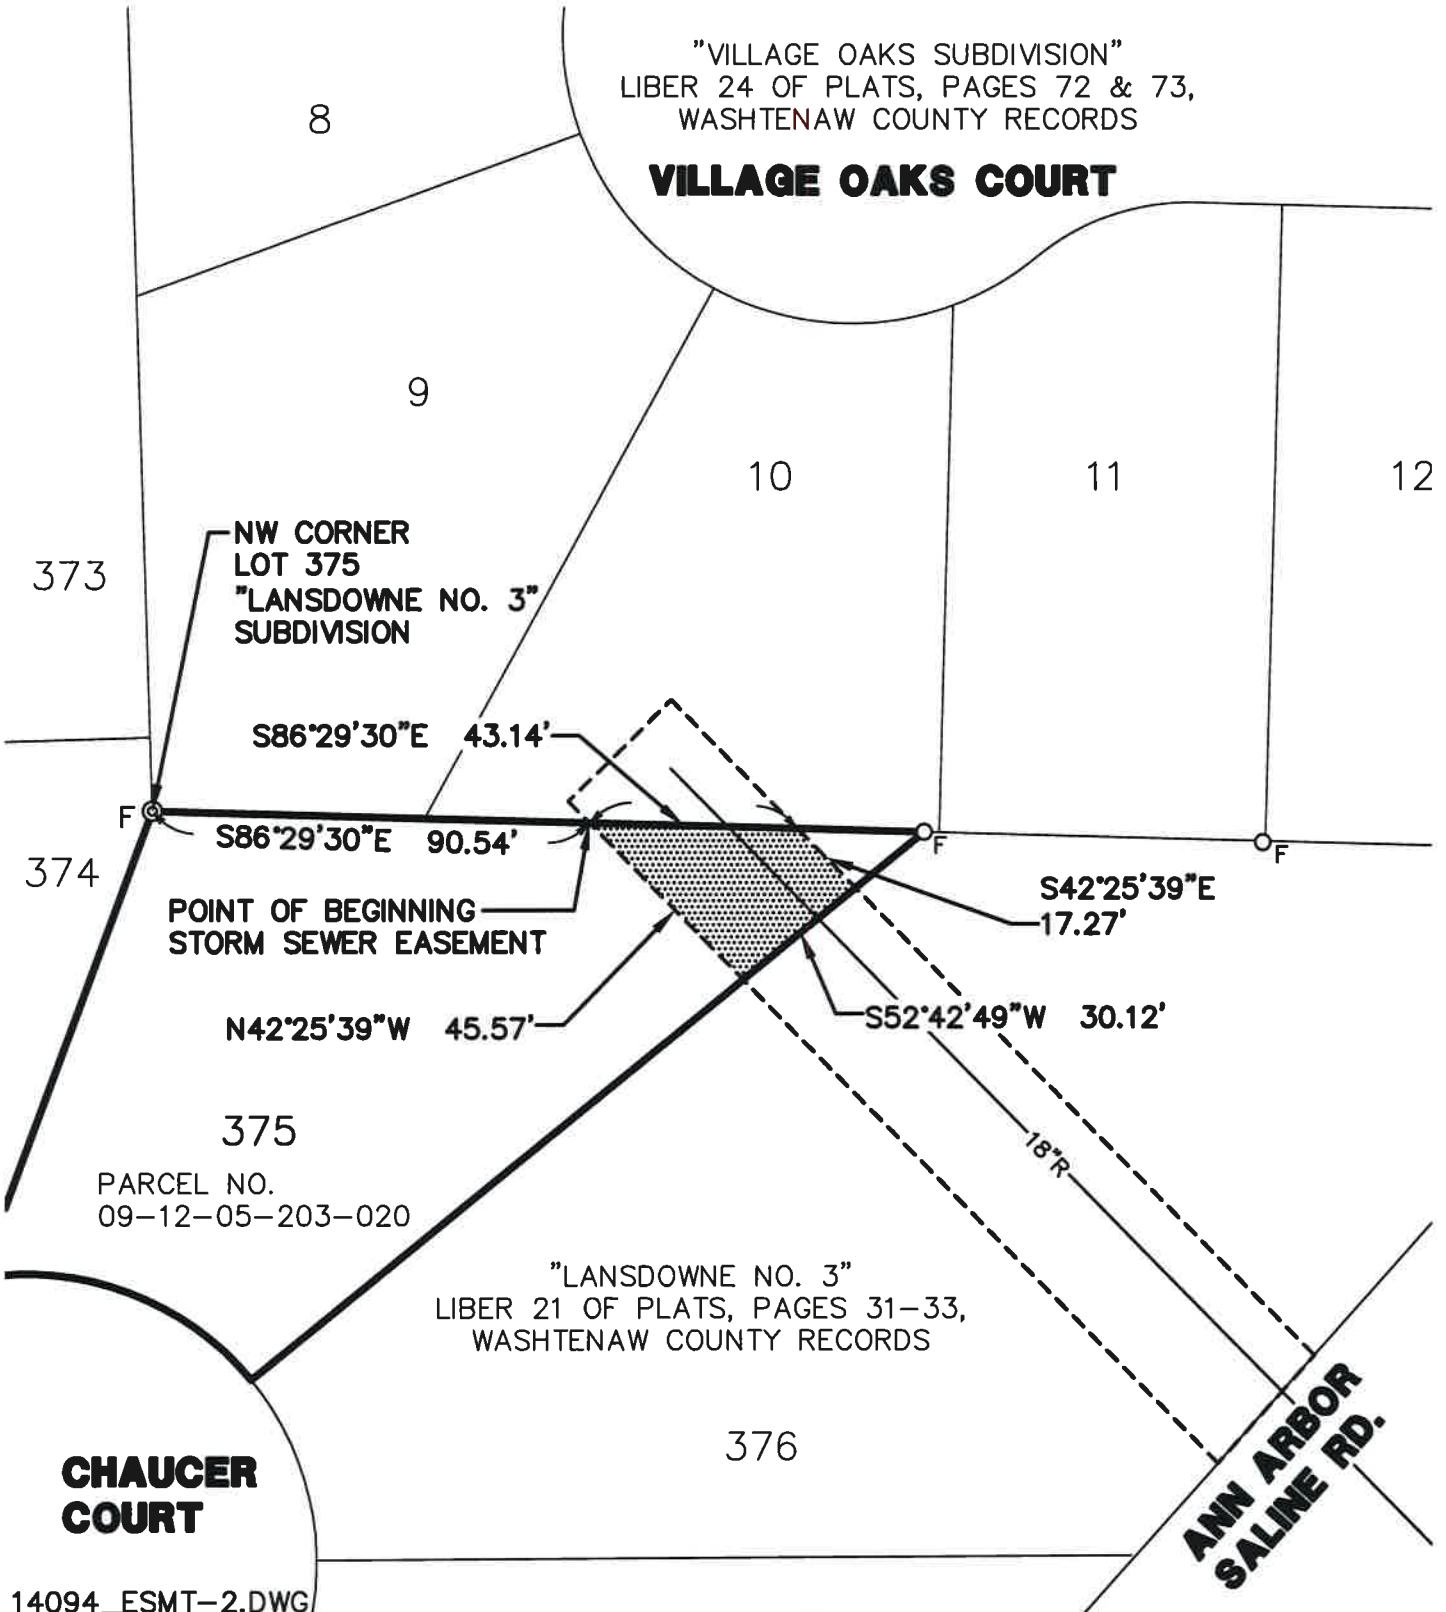 "VILLAGE OAKS SUBDIVISION"
LIBER 24 OF PLATS, PAGES 72 & 73,
WASHTENAW COUNTY RECORDS
VILLAGE OAKS COURT
8
9
10
11
12
373
NW CORNER
LOT 375
"LANSDOWNE NO. 3"
SUBDIVISION
S86°29'30"E 43.14'
F
S86°29'30"E 90.54'
F
F
374
POINT OF BEGINNING
STORM SEWER EASEMENT
S42°25'39"E
17.27'
N42°25'39"W 45.57'
S52°42'49"W 30.12'
375
PARCEL NO.
09-12-05-203-020
18"R
"LANSDOWNE NO. 3"
LIBER 21 OF PLATS, PAGES 31-33,
WASHTENAW COUNTY RECORDS
376
CHAUCER
COURT
ANN ARBOR
SALINE RD.
14094_ESMT-2.DWG